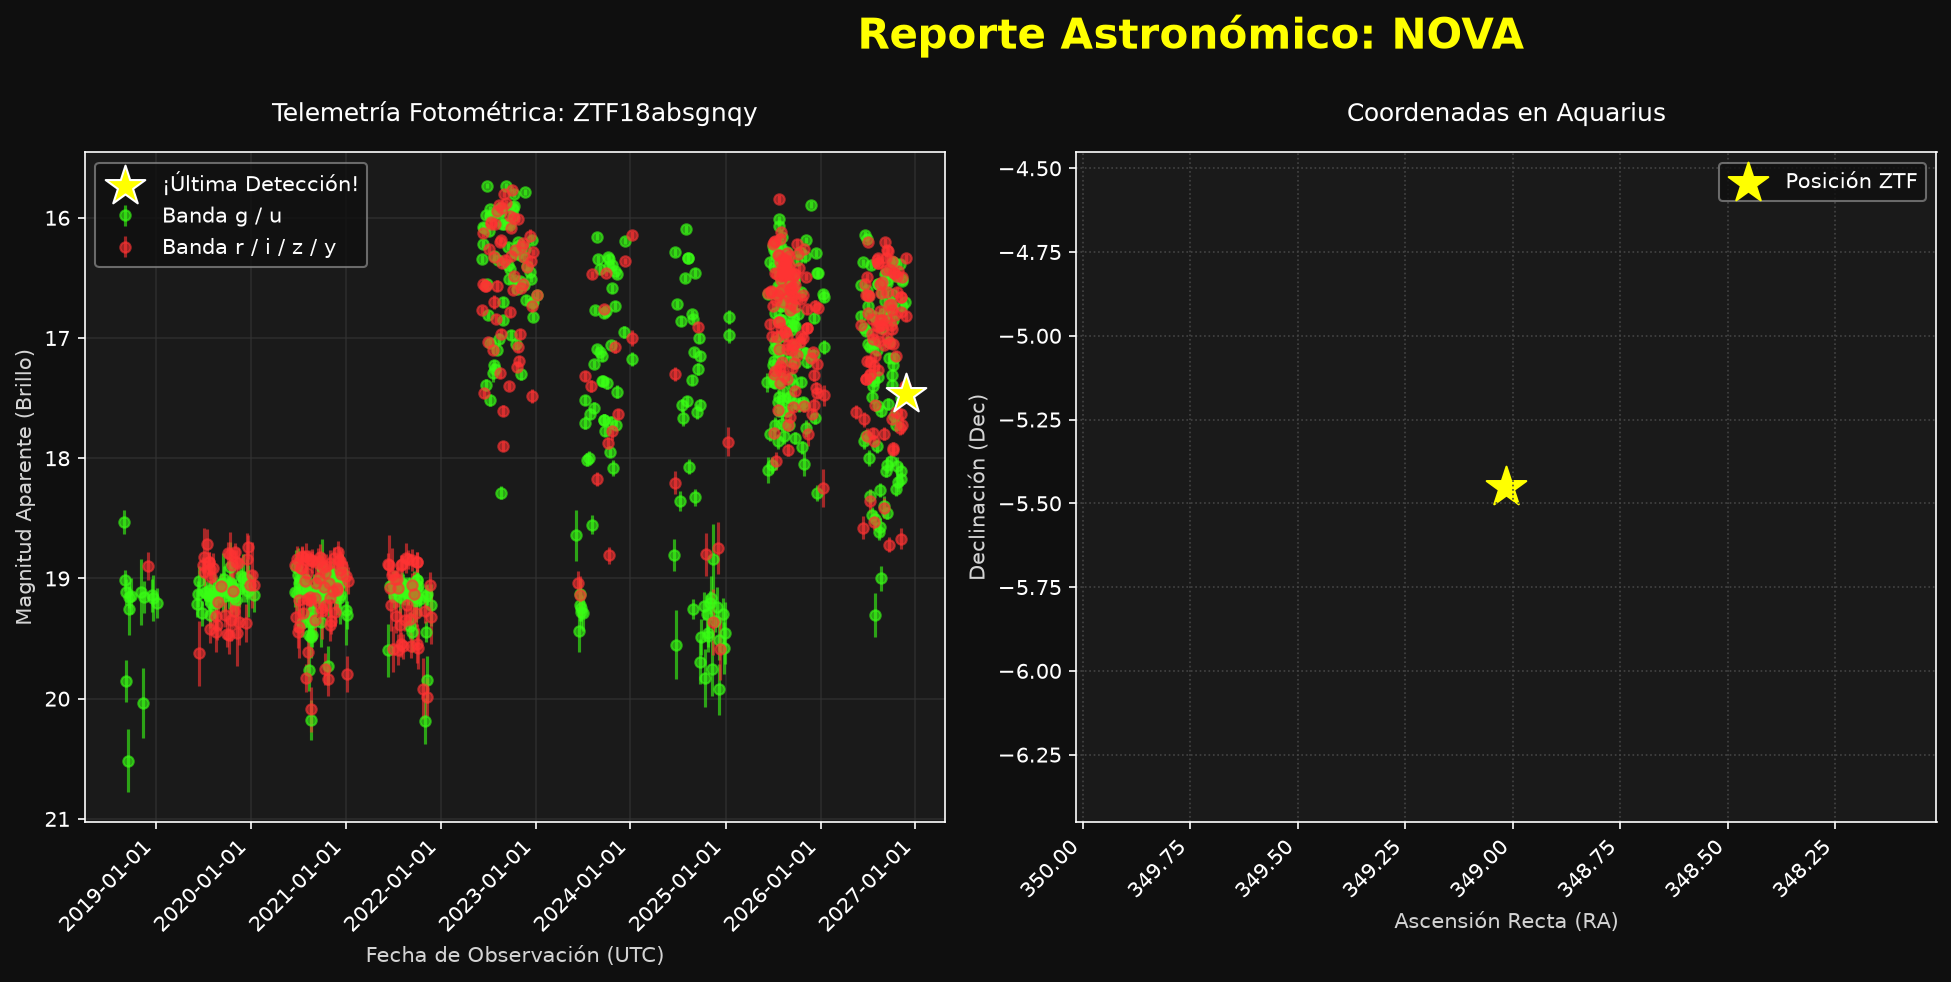 Reporte Astronómico: NOVA
Telemetría Fotométrica: ZTF18absgnqy
¡Última Detección!
Banda g / u
Banda r / i / z / y
Magnitud Aparente (Brillo)
16
17
18
19
20
21
2019-01-01
2020-01-01
2021-01-01
2022-01-01
2023-01-01
2024-01-01
2025-01-01
2026-01-01
2027-01-01
Fecha de Observación (UTC)
Coordenadas en Aquarius
Posición ZTF
Declinación (Dec)
−4.50
−4.75
−5.00
−5.25
−5.50
−5.75
−6.00
−6.25
350.00
349.75
349.50
349.25
349.00
348.75
348.50
348.25
Ascensión Recta (RA)